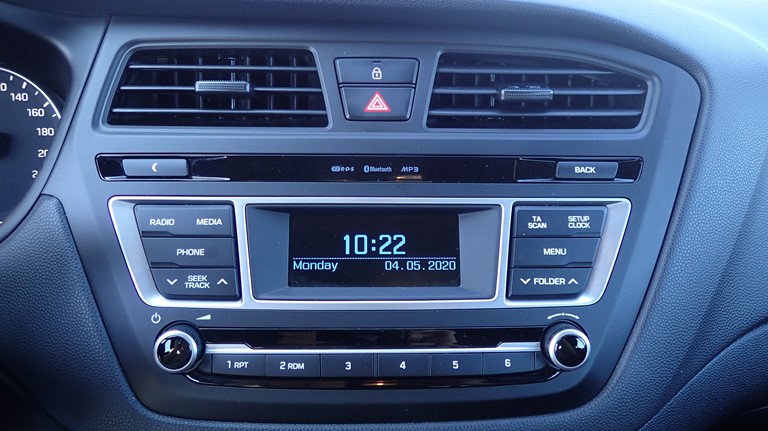 140
160
180
R·D·S Bluetooth MP3
BACK
RADIO MEDIA
TA SCAN
SETUP CLOCK
10:22
PHONE
MENU
Monday 04.05.2020
SEEK TRACK
FOLDER
1 RPT 2 RDM 3 4 5 6